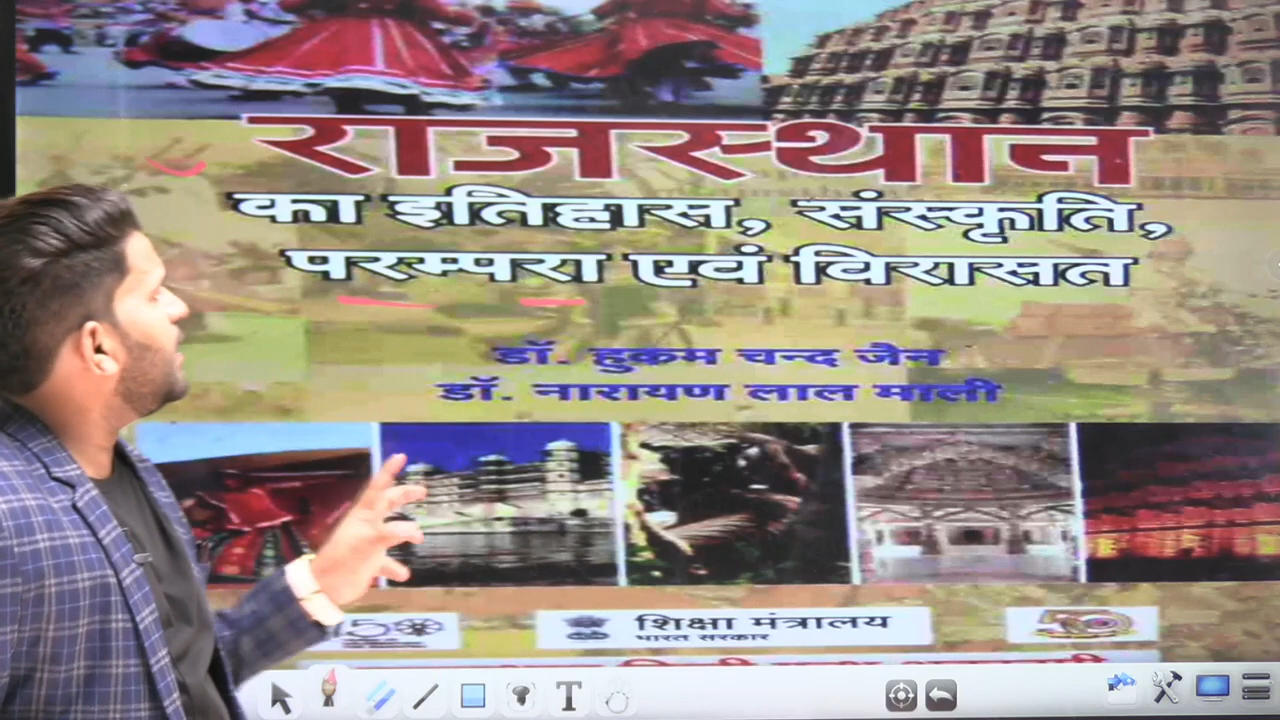 राजस्थान
का इतिहास, संस्कृति,
परम्परा एवं विरासत
डॉ. हुकम चन्द जैन
डॉ. नारायण लाल माली
शिक्षा मंत्रालय
भारत सरकार
T